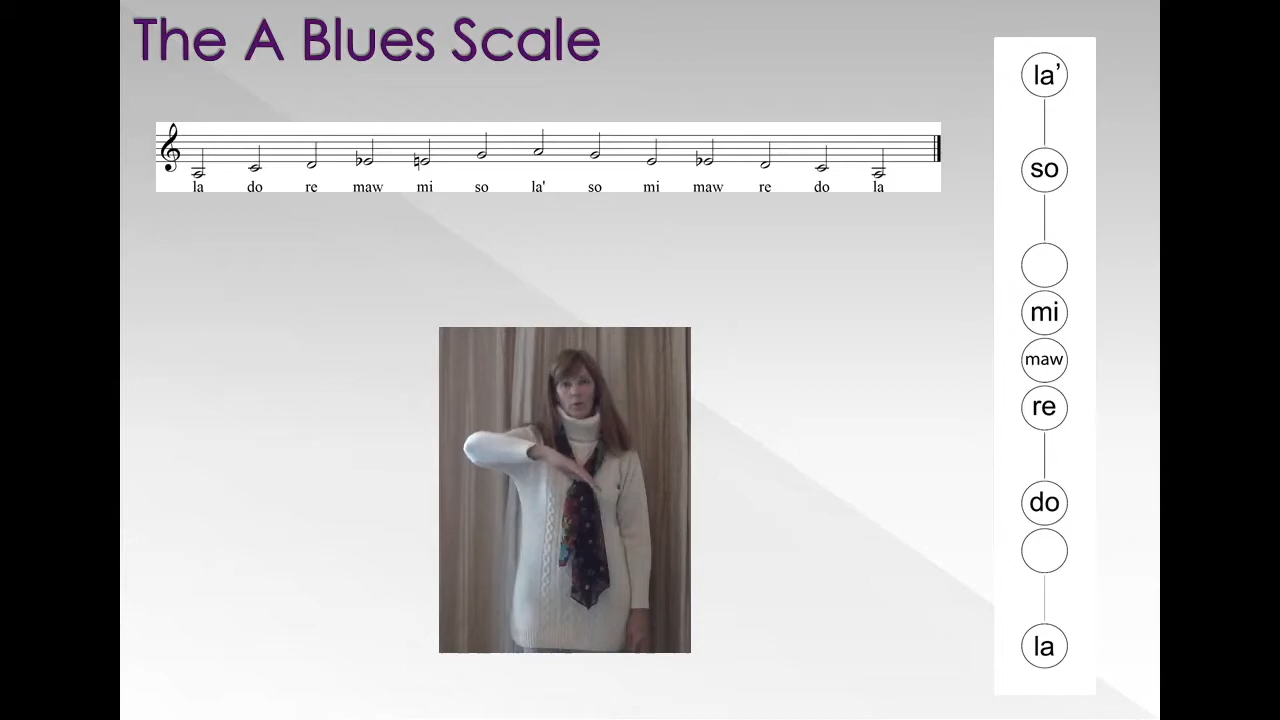 The A Blues Scale
la do re maw mi so la' so mi maw re do la
la’
so
mi
maw
re
do
la